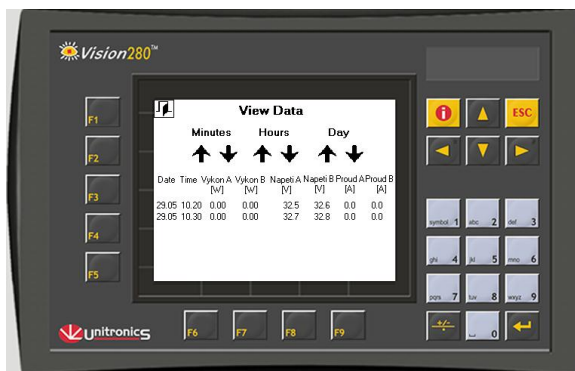 Vision280™
View Data
Minutes Hours Day
Date Time Vykon A Vykon B Napeti A Napeti B Proud A Proud B
[W] [W] [V] [V] [A] [A]
29.05 10.20 0.00 0.00 32.5 32.6 0.0 0.0
29.05 10.30 0.00 0.00 32.7 32.8 0.0 0.0
F1
F2
F3
F4
F5
F6 F7 F8 F9
i ESC
symbol 1 abc 2 def 3
ghi 4 jkl 5 mno 6
pqrs 7 tuv 8 wxyz 9
+/- 0
unitronics